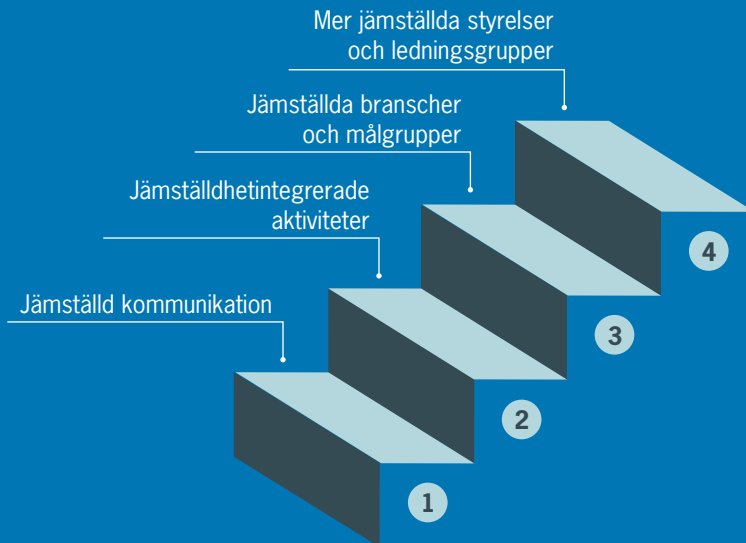 Mer jämställda styrelser
och ledningsgrupper
Jämställda branscher
och målgrupper
Jämställdhetintegrerade
aktiviteter
Jämställd kommunikation
4
3
2
1